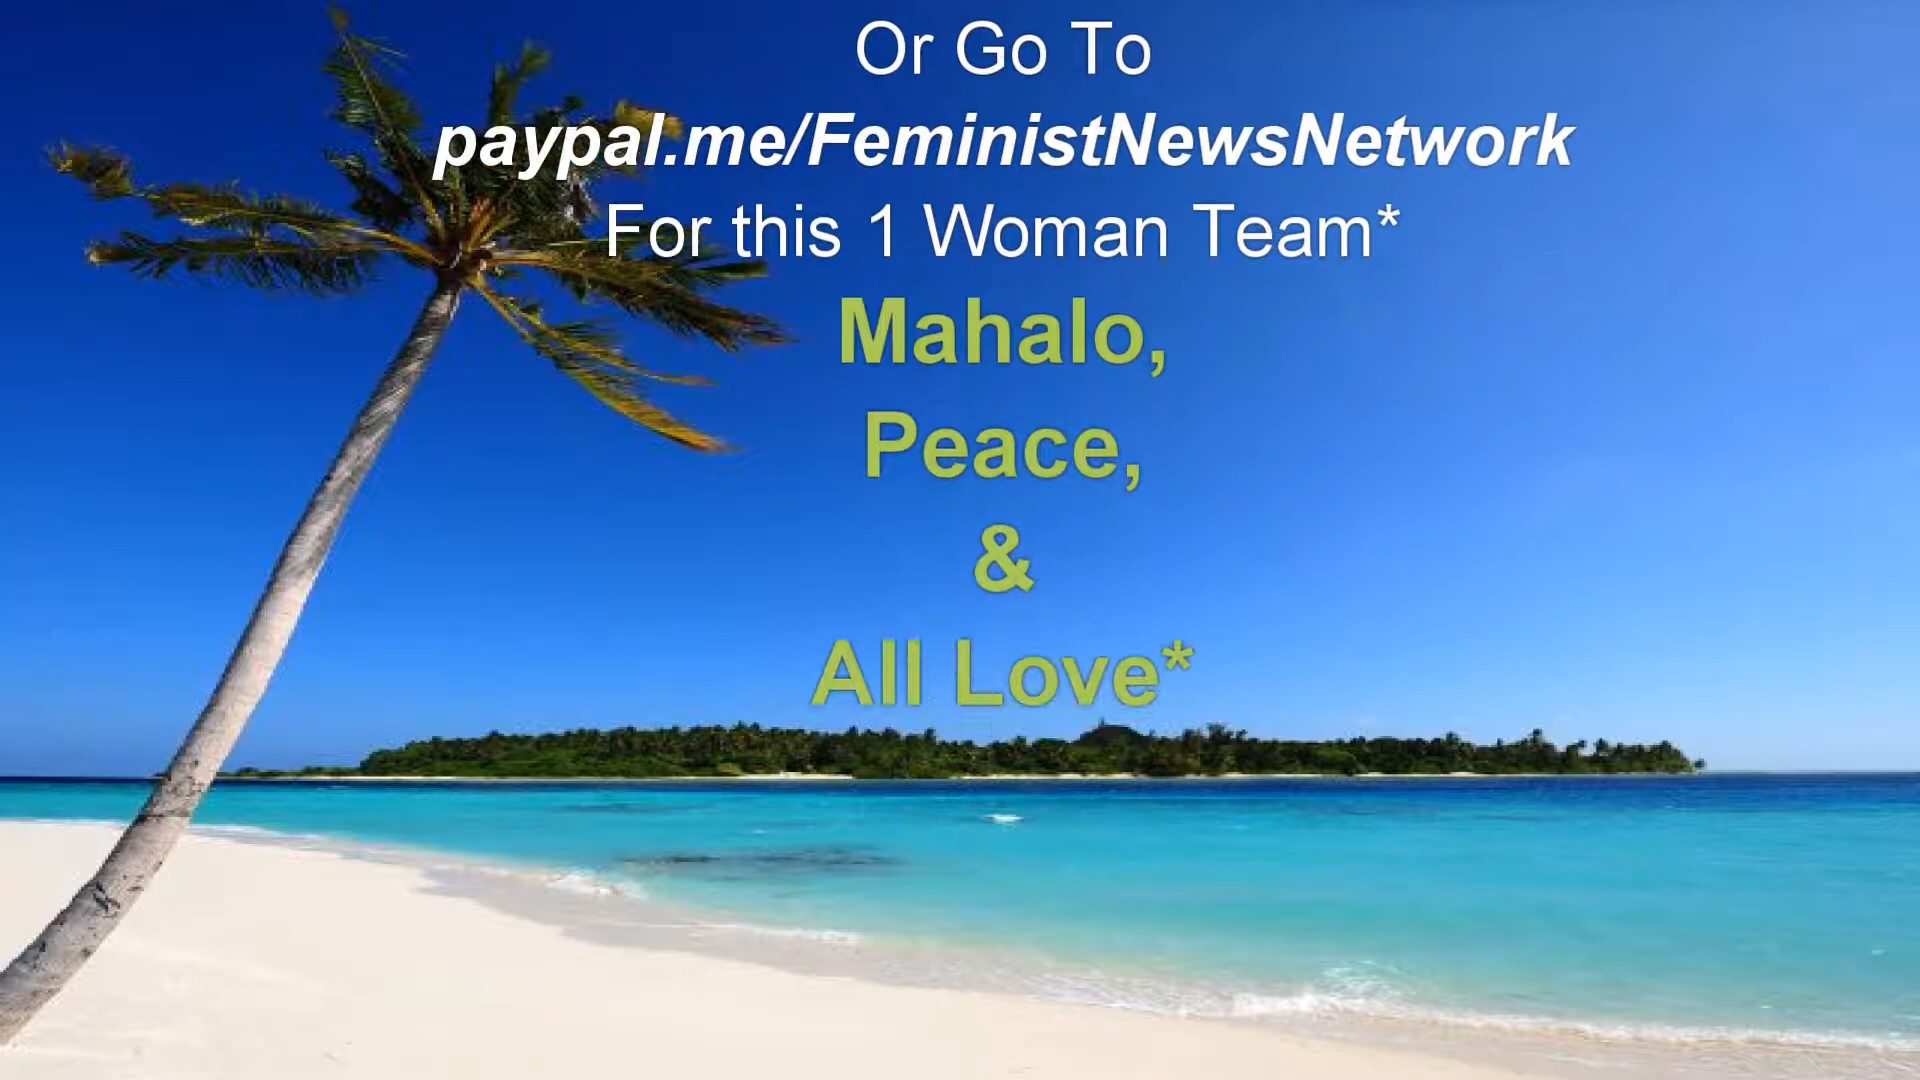 Or Go To
paypal.me/FeministNewsNetwork
For this 1 Woman Team*
Mahalo,
Peace,
&
All Love*